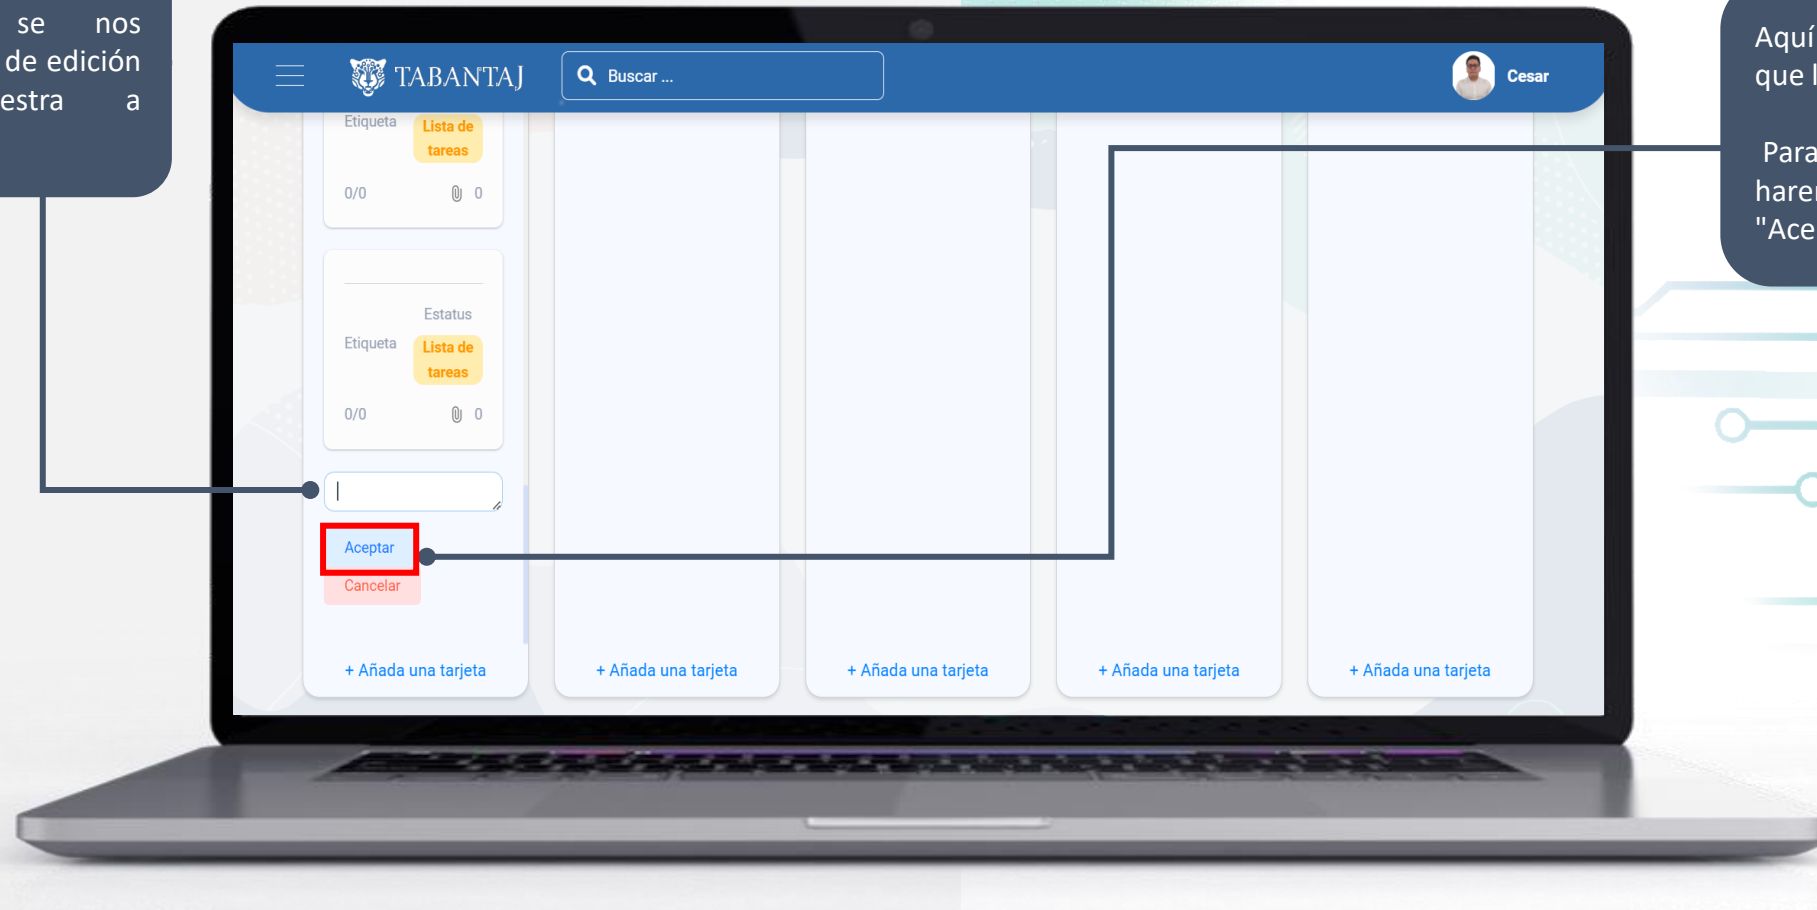 se nos
de edición
estra a
TABANTAJ
Buscar ...
Cesar
Aquí
que l
Para
harem
"Ace
Etiqueta
Lista de
tareas
0/0
0
Estatus
Etiqueta
Lista de
tareas
0/0
0
Aceptar
Cancelar
+ Añada una tarjeta
+ Añada una tarjeta
+ Añada una tarjeta
+ Añada una tarjeta
+ Añada una tarjeta